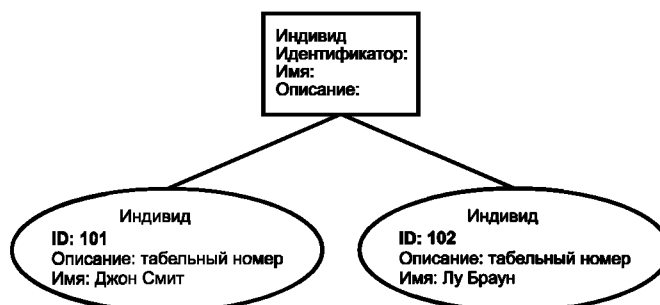 Индивид
Идентификатор:
Имя:
Описание:
Индивид
ID: 101
Описание: табельный номер
Имя: Джон Смит
Индивид
ID: 102
Описание: табельный номер
Имя: Лу Браун